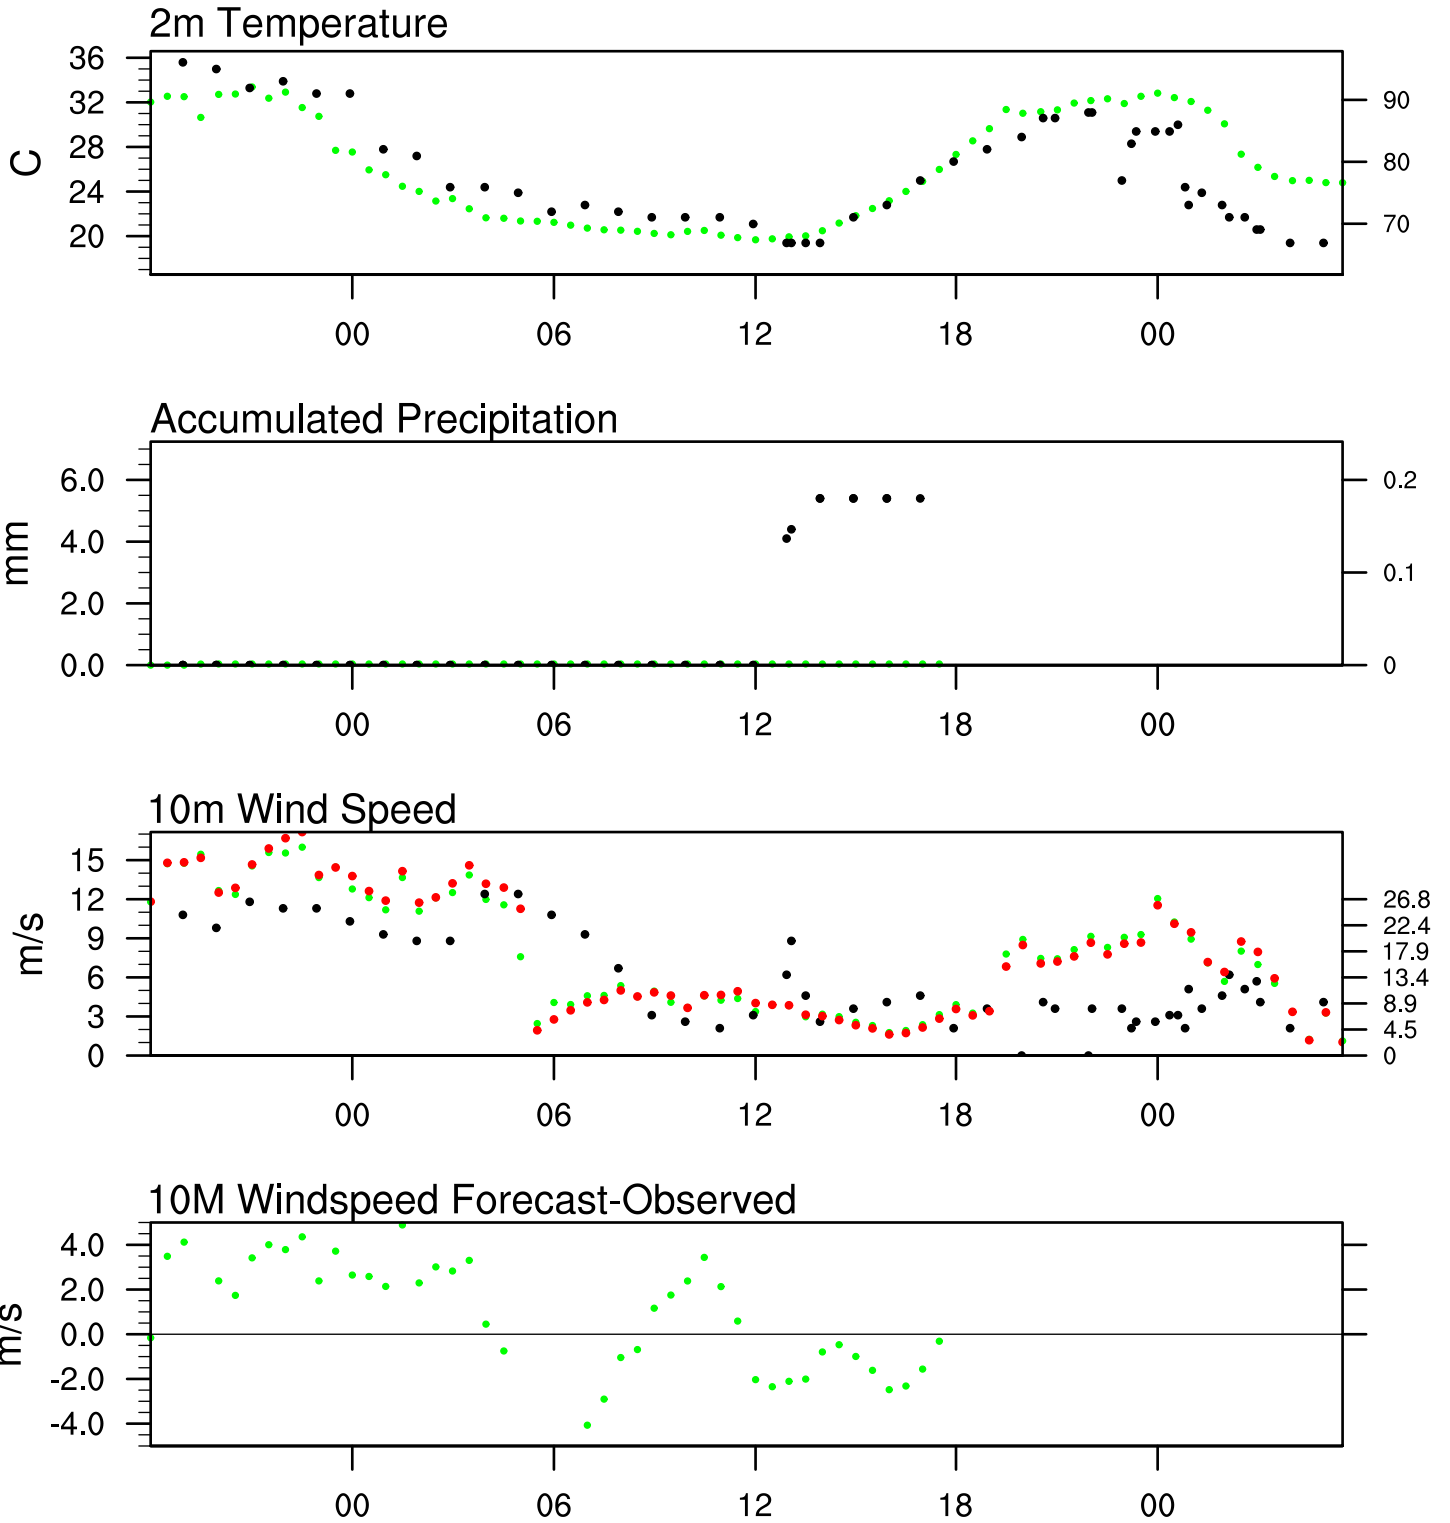 2m Temperature
36
32
28
24
20
C
90
80
70
00 06 12 18 00
Accumulated Precipitation
6.0
4.0
2.0
0.0
mm
0.2
0.1
0
00 06 12 18 00
10m Wind Speed
15
12
9
6
3
0
m/s
26.8
22.4
17.9
13.4
8.9
4.5
0
00 06 12 18 00
10M Windspeed Forecast-Observed
4.0
2.0
0.0
-2.0
-4.0
m/s
00 06 12 18 00